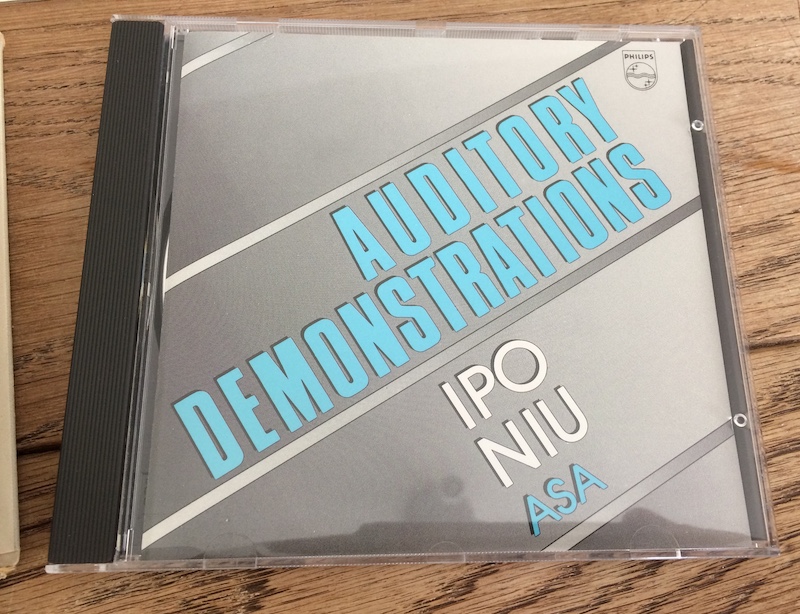 PHILIPS
AUDITORY
DEMONSTRATIONS
IPO
NIU
ASA